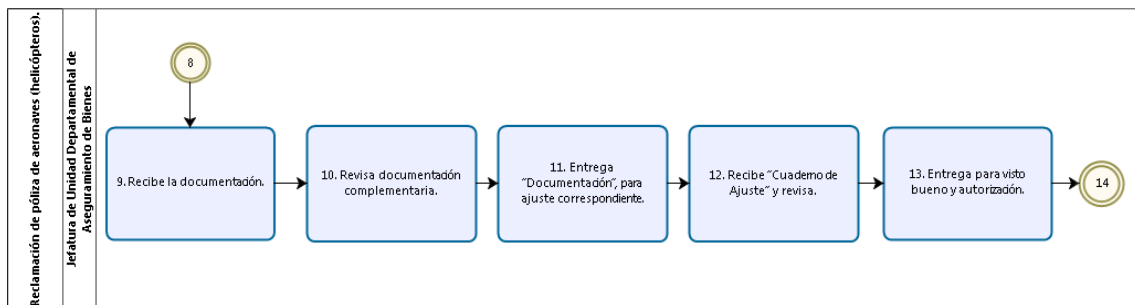 Reclamación de póliza de aeronaves (helicópteros).
Jefatura de Unidad Departamental de
Aseguramiento de Bienes
8
9. Recibe la documentación.
10. Revisa documentación
complementaria.
11. Entrega
"Documentación", para
ajuste correspondiente.
12. Recibe "Cuaderno de
Ajuste" y revisa.
13. Entrega para visto
bueno y autorización.
14